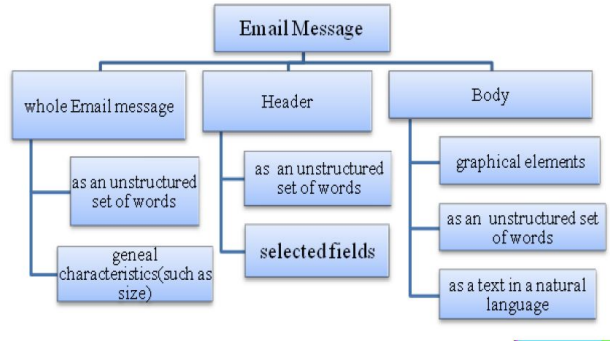 Email Message
whole Email message
Header
Body
as an unstructured
set of words
geneal
characteristics(such as
size)
as an unstructured
set of words
selected fields
graphical elements
as an unstructured set
of words
as a text in a natural
language